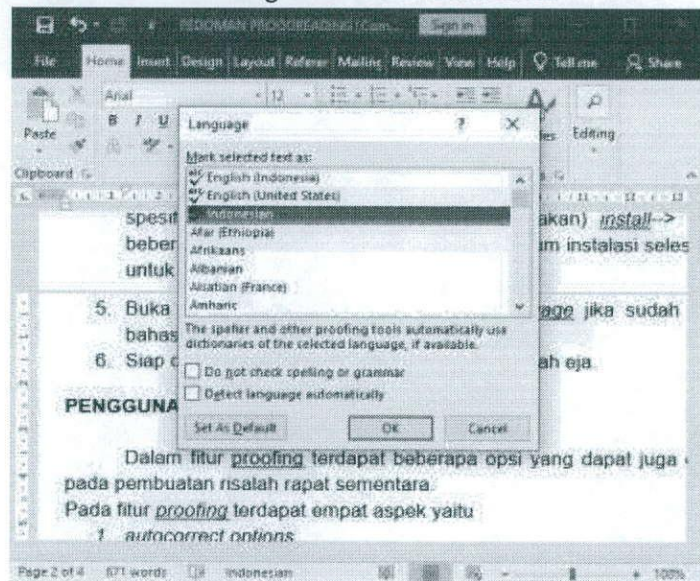 PEDOMAN PROOFREADING [Com... Sign in
File Home Insert Design Layout Referer Mailing Review View Help Tell me Share
Arial 12
Paste B I U Editing
Clipboard
Language ? X
Mark selected text as:
English (Indonesia)
English (United States)
Indonesian
Afar (Ethiopia)
Afrikaans
Albanian
Alsatian (France)
Amharic
The speller and other proofing tools automatically use
dictionaries of the selected language, if available.
Do not check spelling or grammar
Detect language automatically
Set As Default OK Cancel
spesif akan) install-->
beber um instalasi seles
untuk
5. Buka age jika sudah
bahas
6. Siap ah eja
PENGGUNA
Dalam fitur proofing terdapat beberapa opsi yang dapat juga
pada pembuatan risalah rapat sementara.
Pada fitur proofing terdapat empat aspek yaitu
1. autocorrect options
Page 2 of 4 671 words Indonesian 100%